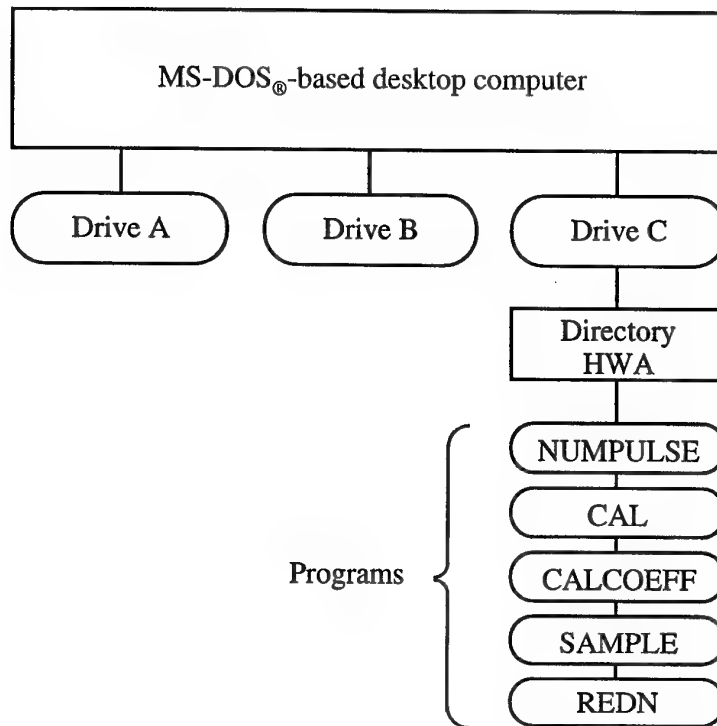 MS-DOS®-based desktop computer
Drive A
Drive B
Drive C
Directory
HWA
NUMPULSE
CAL
Programs
CALCOEFF
SAMPLE
REDN